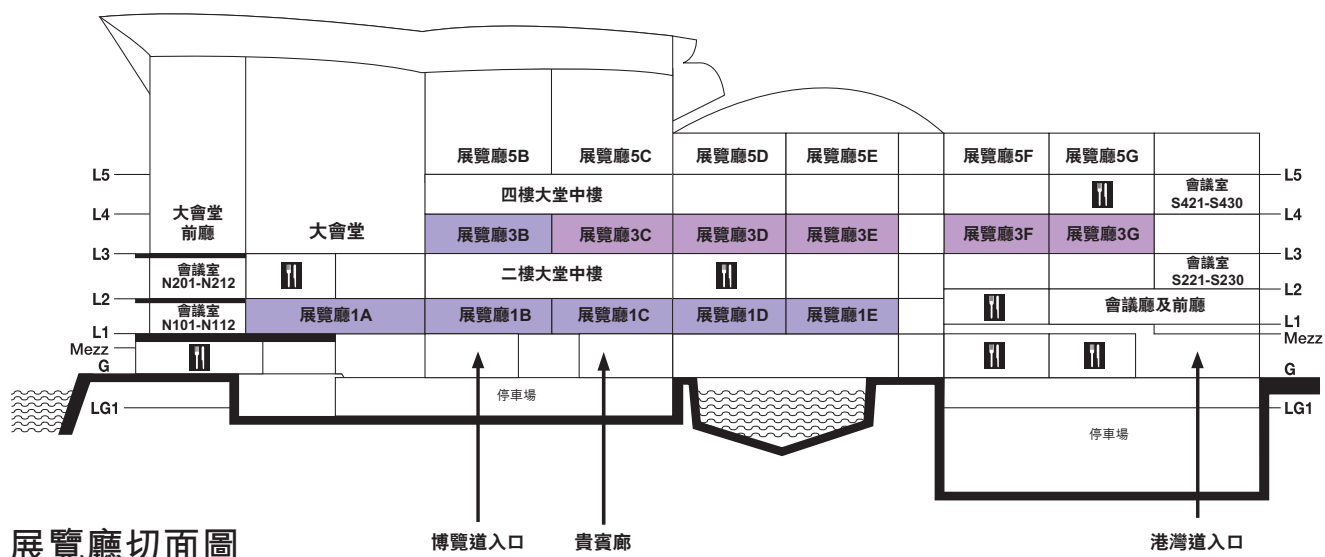 展覽廳5B
展覽廳5C
展覽廳5D
展覽廳5E
展覽廳5F
展覽廳5G
L5
L5
四樓大堂中樓
會議室
S421-S430
L4
L4
大會堂
前廳
大會堂
展覽廳3B
展覽廳3C
展覽廳3D
展覽廳3E
展覽廳3F
展覽廳3G
L3
L3
會議室
N201-N212
二樓大堂中樓
會議室
S221-S230
L2
L2
會議室
N101-N112
展覽廳1A
展覽廳1B
展覽廳1C
展覽廳1D
展覽廳1E
會議廳及前廳
L1
L1
Mezz
Mezz
G
G
LG1
停車場
LG1
停車場
展覽廳切面圖
博覽道入口
貴賓廊
港灣道入口